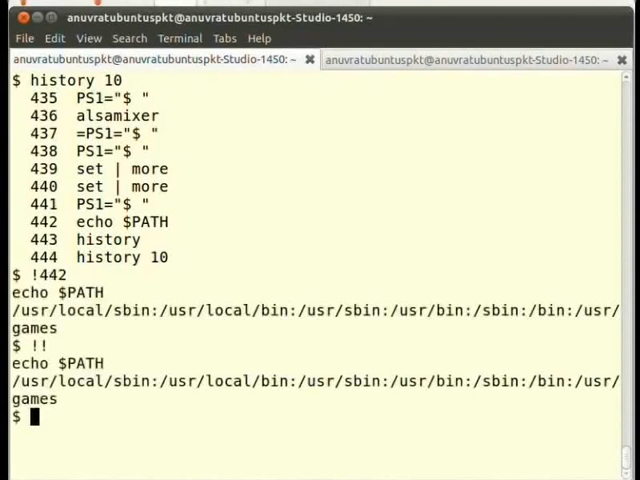 anuvratubuntuspkt@anuvratubuntuspkt-Studio-1450: ~
File Edit View Search Terminal Tabs Help
anuvratubuntuspkt@anuvratubuntuspkt-Studio-1450: ~ anuvratubuntuspkt@anuvratubuntuspkt-Studio-1450: ~
$ history 10
435 PS1="$ "
436 alsamixer
437 =PS1="$ "
438 PS1="$ "
439 set | more
440 set | more
441 PS1="$ "
442 echo $PATH
443 history
444 history 10
$ !442
echo $PATH
/usr/local/sbin:/usr/local/bin:/usr/sbin:/usr/bin:/sbin:/bin:/usr/
games
$ !!
echo $PATH
/usr/local/sbin:/usr/local/bin:/usr/sbin:/usr/bin:/sbin:/bin:/usr/
games
$